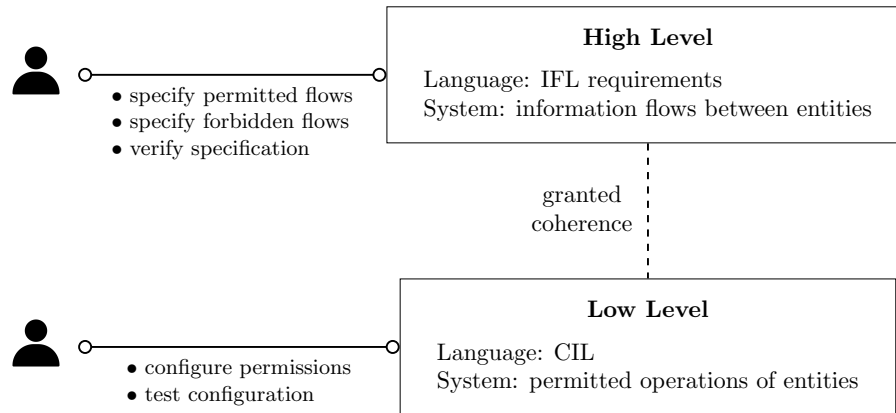 High Level
Language: IFL requirements
System: information flows between entities
• specify permitted flows
• specify forbidden flows
• verify specification
granted
coherence
Low Level
Language: CIL
System: permitted operations of entities
• configure permissions
• test configuration